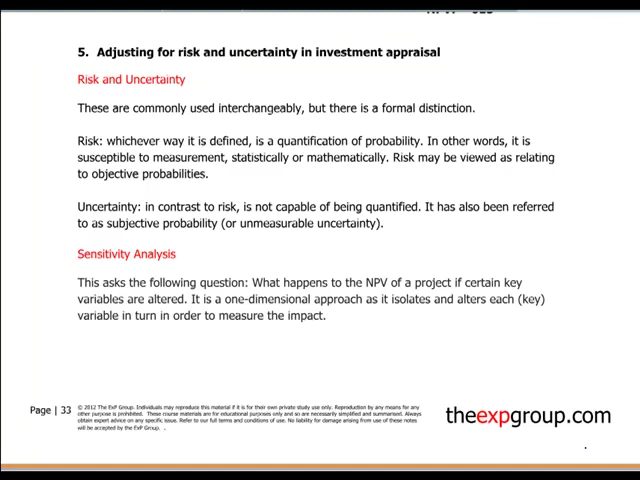 5. Adjusting for risk and uncertainty in investment appraisal
Risk and Uncertainty
These are commonly used interchangeably, but there is a formal distinction.
Risk: whichever way it is defined, is a quantification of probability. In other words, it is
susceptible to measurement, statistically or mathematically. Risk may be viewed as relating
to objective probabilities.
Uncertainty: in contrast to risk, is not capable of being quantified. It has also been referred
to as subjective probability (or unmeasurable uncertainty).
Sensitivity Analysis
This asks the following question: What happens to the NPV of a project if certain key
variables are altered. It is a one-dimensional approach as it isolates and alters each (key)
variable in turn in order to measure the impact.
Page | 33
© 2012 The ExP Group. Individuals may reproduce this material if it is for their own private study use only. Reproduction by any means for any
other purpose is prohibited. These course materials are for educational purposes only and so are necessarily simplified and summarised. Always
obtain expert advice on any specific issue. Refer to our full terms and conditions of use. No liability for damage arising from use of these notes
will be accepted by the ExP Group. .
theexpgroup.com